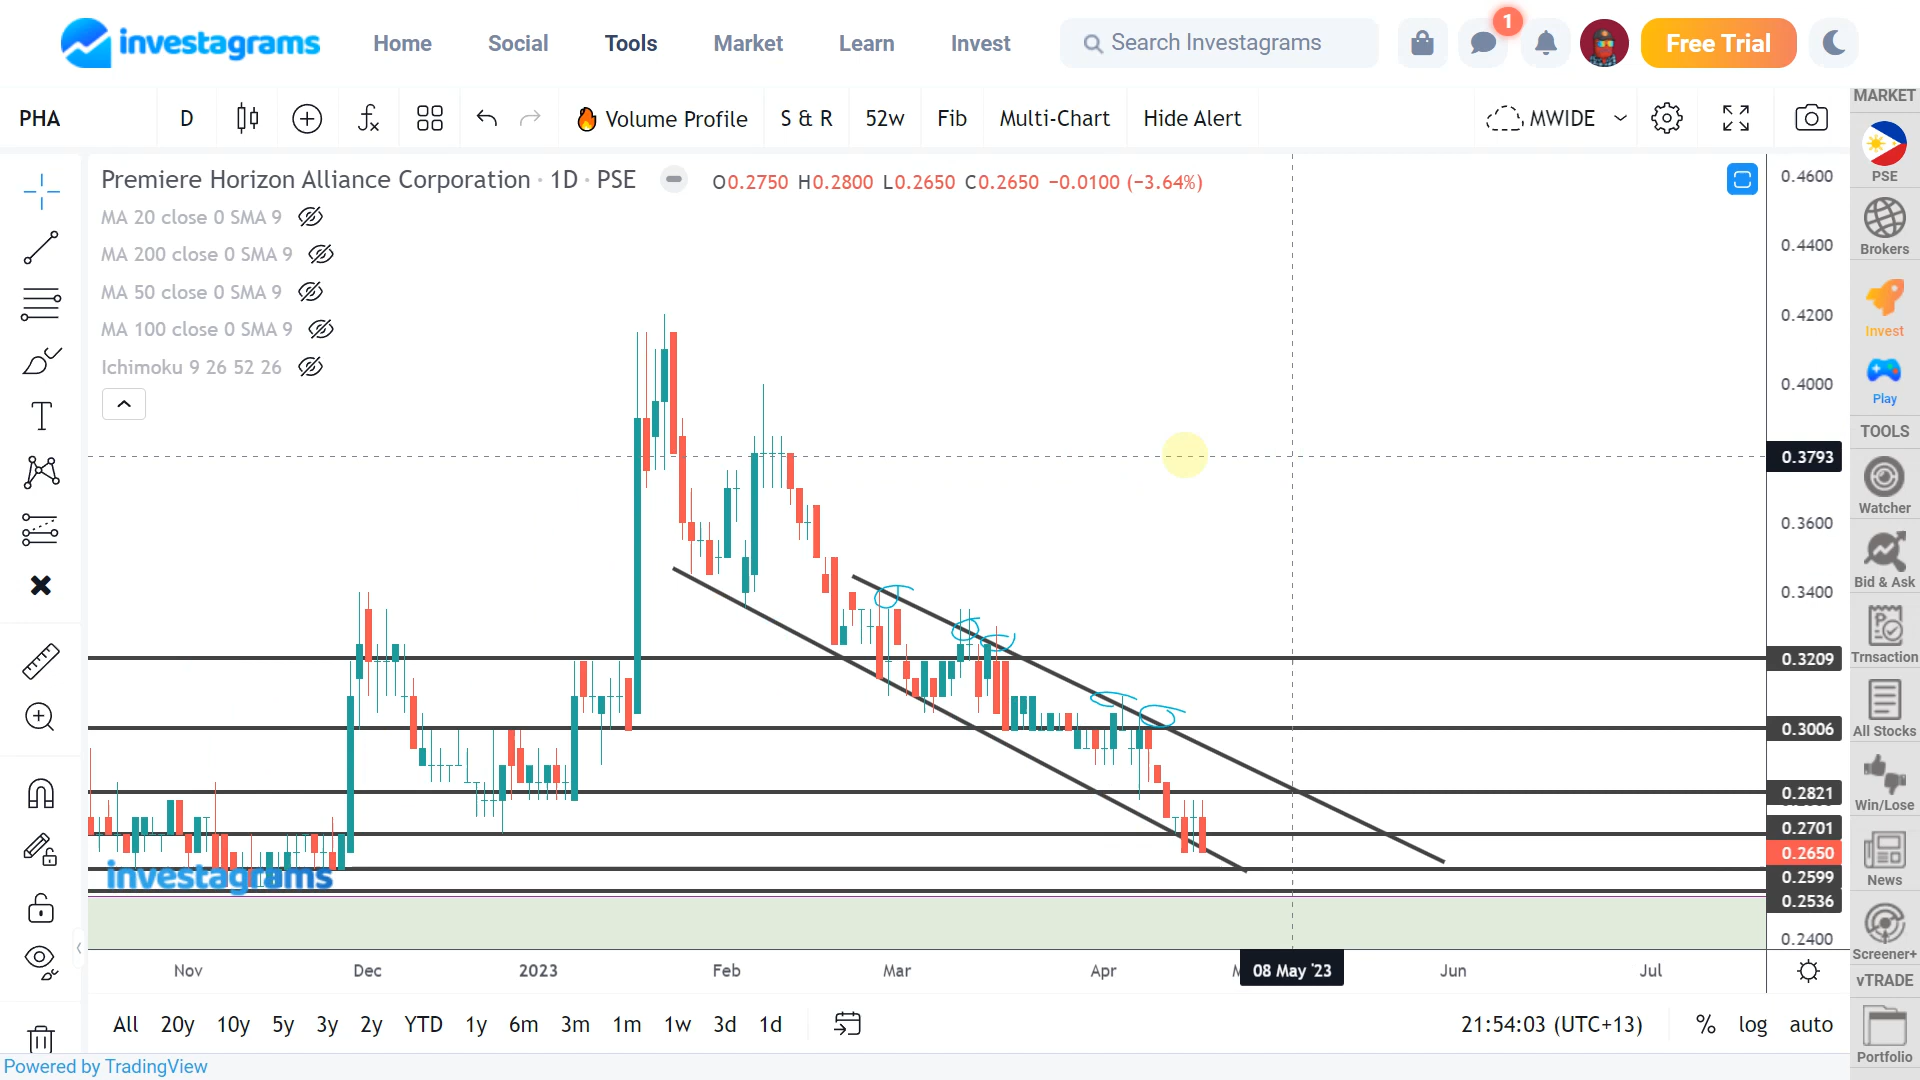 investagrams Home Social Tools Market Learn Invest Search Investagrams 1 Free Trial
PHA D Volume Profile S & R 52w Fib Multi-Chart Hide Alert MWIDE
Premiere Horizon Alliance Corporation · 1D · PSE O0.2750 H0.2800 L0.2650 C0.2650 −0.0100 (−3.64%)
MA 20 close 0 SMA 9
MA 200 close 0 SMA 9
MA 50 close 0 SMA 9
MA 100 close 0 SMA 9
Ichimoku 9 26 52 26
0.4600
0.4400
0.4200
0.4000
0.3793
0.3600
0.3400
0.3209
0.3006
0.2821
0.2701
0.2650
0.2599
0.2536
0.2400
investagrams
Nov Dec 2023 Feb Mar Apr 08 May '23 Jun Jul
All 20y 10y 5y 3y 2y YTD 1y 6m 3m 1m 1w 3d 1d 21:54:03 (UTC+13) % log auto
Powered by TradingView
MARKET
PSE
Brokers
Invest
Play
TOOLS
Watcher
Bid & Ask
Trnsaction
All Stocks
Win/Lose
News
Screener+
vTRADE
Portfolio